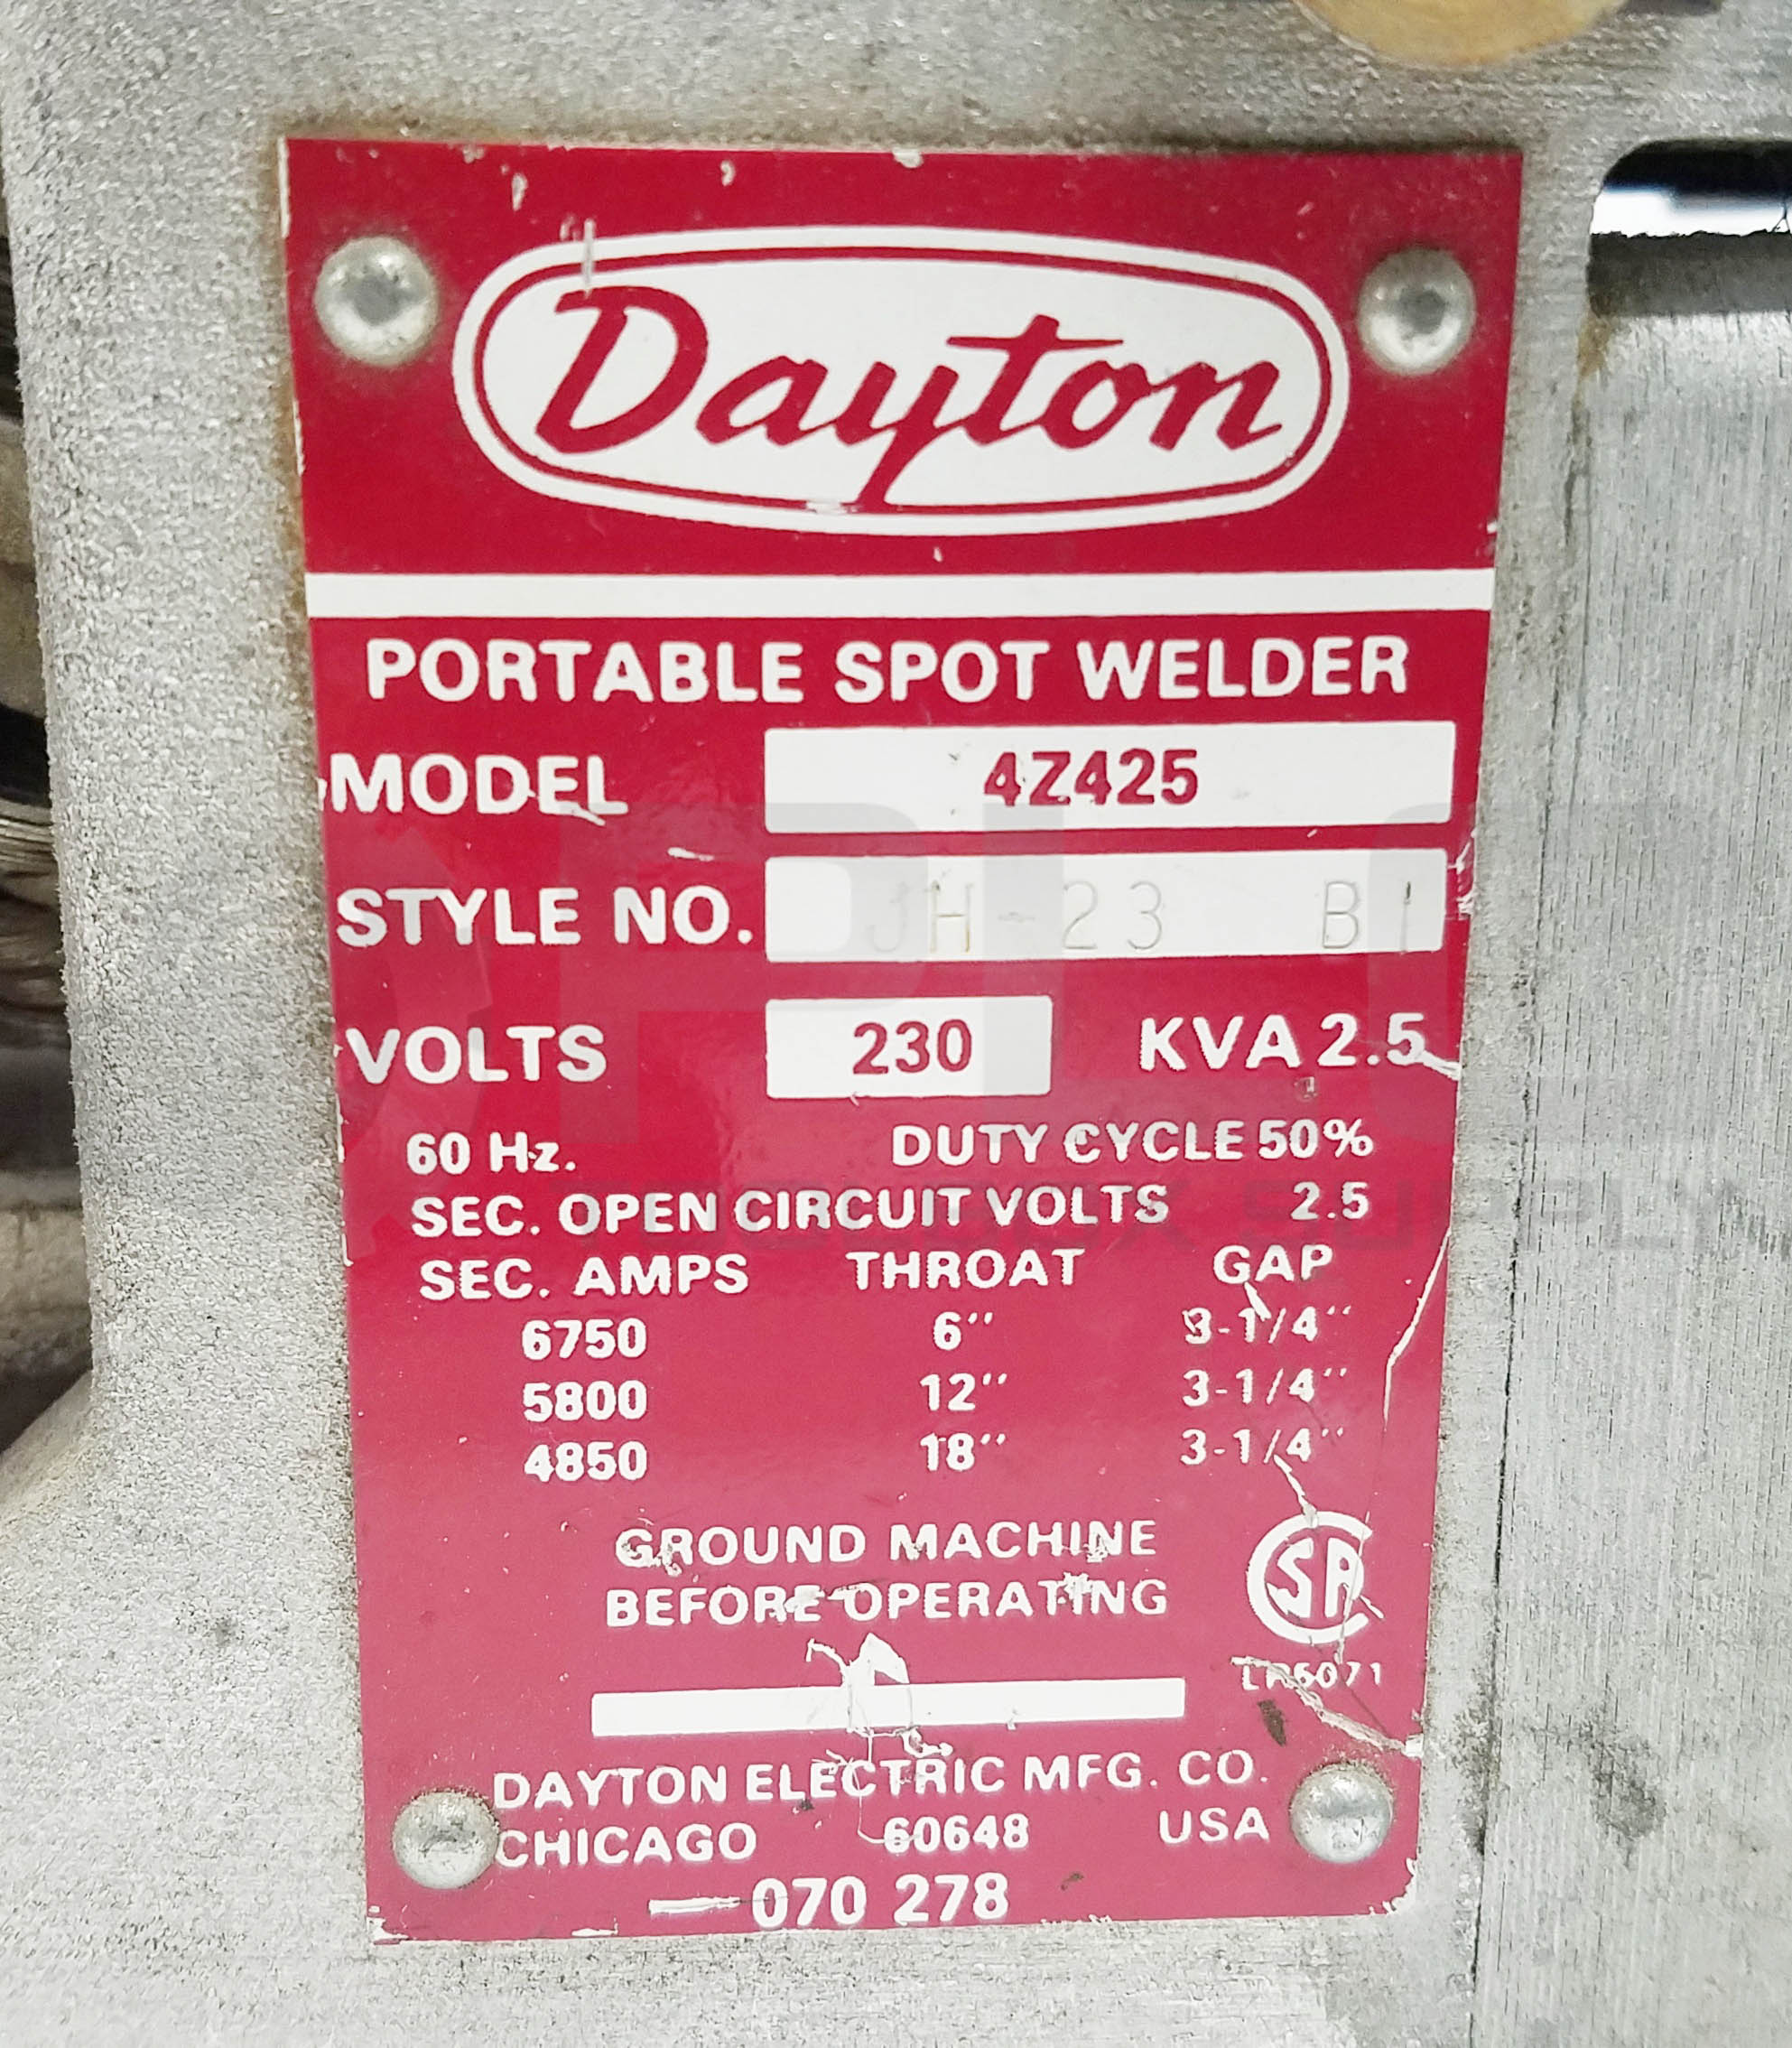 Dayton
PORTABLE SPOT WELDER
MODEL 4Z425
STYLE NO. JH-23 B1
VOLTS 230 KVA 2.5
60 Hz. DUTY CYCLE 50%
SEC. OPEN CIRCUIT VOLTS 2.5
SEC. AMPS THROAT GAP
6750 6" 3-1/4"
5800 12" 3-1/4"
4850 18" 3-1/4"
GROUND MACHINE
BEFORE OPERATING
LR6071
DAYTON ELECTRIC MFG. CO.
CHICAGO 60648 USA
070 278